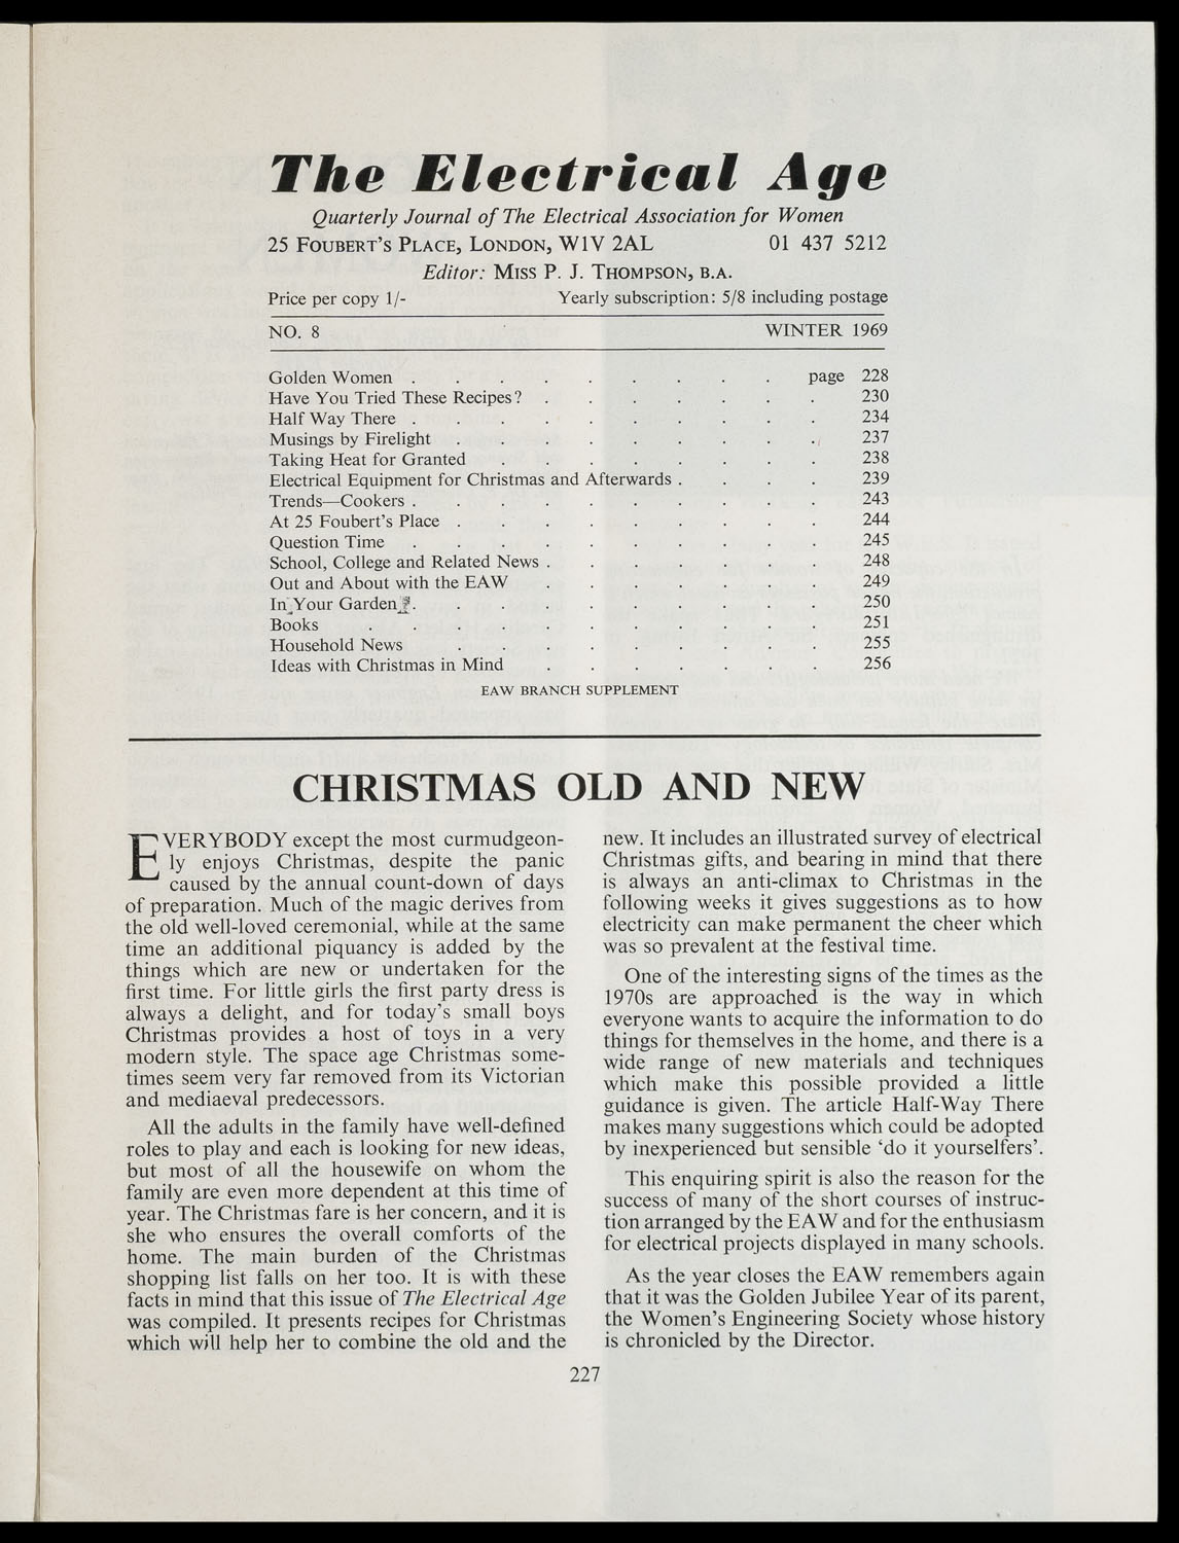 The Electrical Age
Quarterly Journal of The Electrical Association for Women
25 FOUBERT'S PLACE, LONDON, W1V 2AL 01 437 5212
Editor: MISS P. J. THOMPSON, B.A.
Price per copy 1/- Yearly subscription: 5/8 including postage
NO. 8 WINTER 1969
Golden Women . . . . . . . . . page 228
Have You Tried These Recipes? . . . . . . . 230
Half Way There . . . . . . . . . . 234
Musings by Firelight . . . . . . . . 237
Taking Heat for Granted . . . . . . . . 238
Electrical Equipment for Christmas and Afterwards . . . . 239
Trends—Cookers . . . . . . . . . . 243
At 25 Foubert's Place . . . . . . . . . 244
Question Time . . . . . . . . . . 245
School, College and Related News . . . . . . . 248
Out and About with the EAW . . . . . . . 249
In Your Garden . . . . . . . . . . 250
Books . . . . . . . . . . . 251
Household News . . . . . . . . . 255
Ideas with Christmas in Mind . . . . . . . 256
EAW BRANCH SUPPLEMENT
CHRISTMAS OLD AND NEW
EVERYBODY except the most curmudgeon-
ly enjoys Christmas, despite the panic
caused by the annual count-down of days
of preparation. Much of the magic derives from
the old well-loved ceremonial, while at the same
time an additional piquancy is added by the
things which are new or undertaken for the
first time. For little girls the first party dress is
always a delight, and for today's small boys
Christmas provides a host of toys in a very
modern style. The space age Christmas some-
times seem very far removed from its Victorian
and mediaeval predecessors.
All the adults in the family have well-defined
roles to play and each is looking for new ideas,
but most of all the housewife on whom the
family are even more dependent at this time of
year. The Christmas fare is her concern, and it is
she who ensures the overall comforts of the
home. The main burden of the Christmas
shopping list falls on her too. It is with these
facts in mind that this issue of The Electrical Age
was compiled. It presents recipes for Christmas
which will help her to combine the old and the
new. It includes an illustrated survey of electrical
Christmas gifts, and bearing in mind that there
is always an anti-climax to Christmas in the
following weeks it gives suggestions as to how
electricity can make permanent the cheer which
was so prevalent at the festival time.
One of the interesting signs of the times as the
1970s are approached is the way in which
everyone wants to acquire the information to do
things for themselves in the home, and there is a
wide range of new materials and techniques
which make this possible provided a little
guidance is given. The article Half-Way There
makes many suggestions which could be adopted
by inexperienced but sensible 'do it yourselfers'.
This enquiring spirit is also the reason for the
success of many of the short courses of instruc-
tion arranged by the EAW and for the enthusiasm
for electrical projects displayed in many schools.
As the year closes the EAW remembers again
that it was the Golden Jubilee Year of its parent,
the Women's Engineering Society whose history
is chronicled by the Director.
227